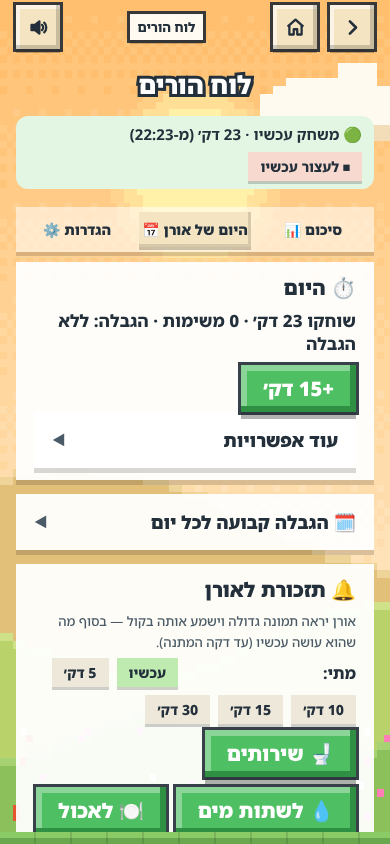 לוח הורים
לוח הורים
🟢 משחק עכשיו · 23 דק׳ (מ-22:23)
■ לעצור עכשיו
סיכום 📊
היום של אורן 📅
הגדרות ⚙️
⏱️ היום
שוחקו 23 דק׳ · 0 משימות · הגבלה: ללא
הגבלה
+15 דק׳
עוד אפשרויות ◀
🗓️ הגבלה קבועה לכל יום ◀
🔔 תזכורת לאורן
אורן יראה תמונה גדולה וישמע אותה בקול — בסוף מה
שהוא עושה עכשיו (עד דקה המתנה).
מתי:
עכשיו
5 דק׳
10 דק׳
15 דק׳
30 דק׳
🚽 שירותים
💧 לשתות מים
🍽️ לאכול